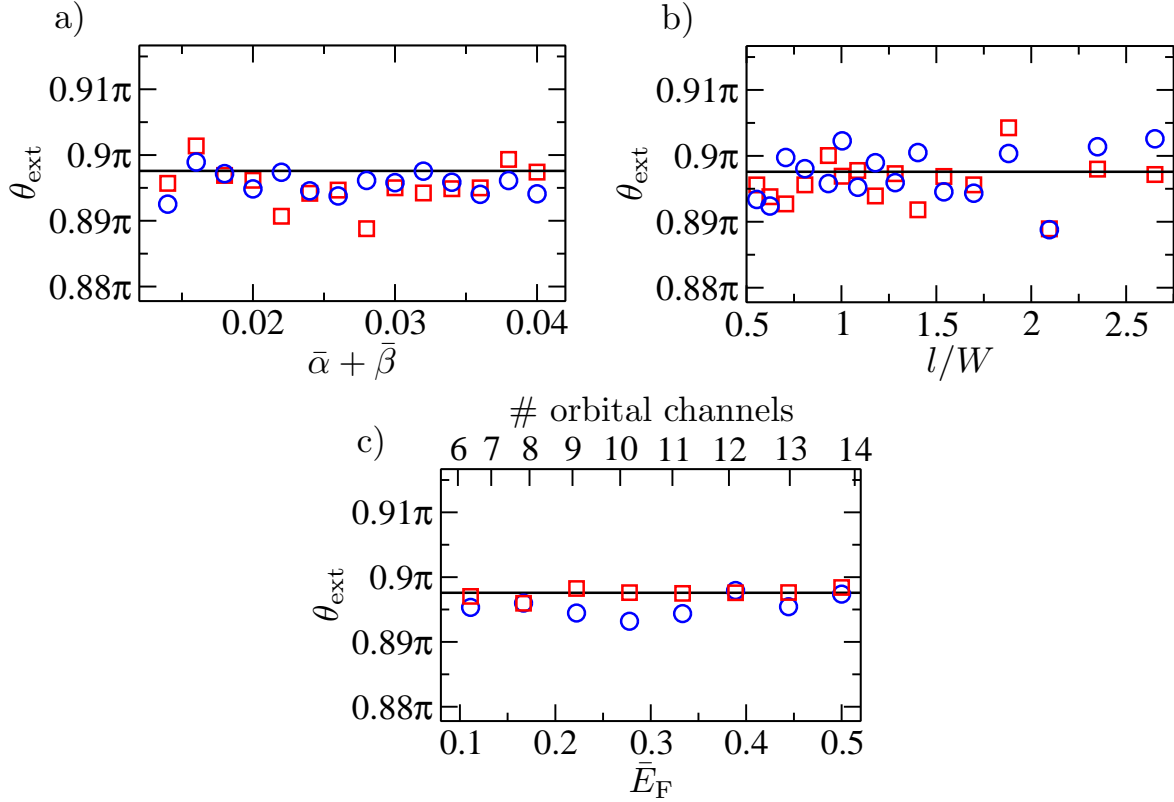 a)
0.91π
0.9π
0.89π
0.88π
θext
0.02 0.03 0.04
ᾱ + β̄
b)
0.91π
0.9π
0.89π
0.88π
θext
0.5 1 1.5 2 2.5
l/W
c)
# orbital channels
6 7 8 9 10 11 12 13 14
0.91π
0.9π
0.89π
0.88π
θext
0.1 0.2 0.3 0.4 0.5
ĒF